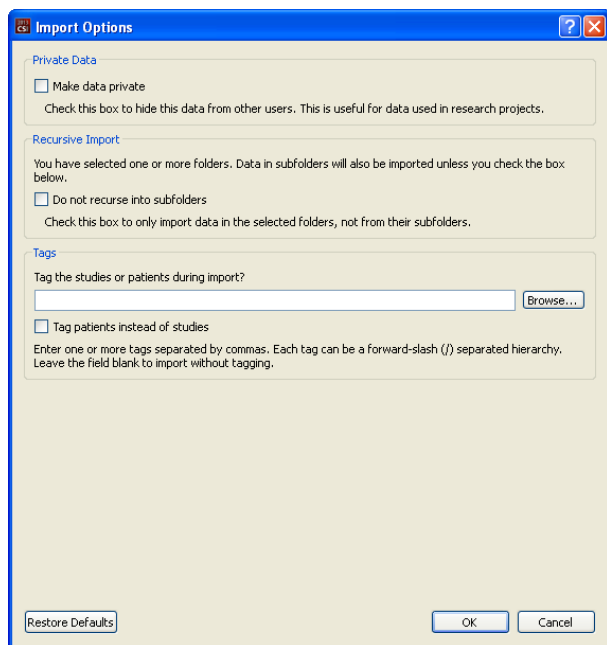 2013
CSI Import Options
Private Data
Make data private
Check this box to hide this data from other users. This is useful for data used in research projects.
Recursive Import
You have selected one or more folders. Data in subfolders will also be imported unless you check the box
below.
Do not recurse into subfolders
Check this box to only import data in the selected folders, not from their subfolders.
Tags
Tag the studies or patients during import?
Browse...
Tag patients instead of studies
Enter one or more tags separated by commas. Each tag can be a forward-slash (/) separated hierarchy.
Leave the field blank to import without tagging.
Restore Defaults OK Cancel